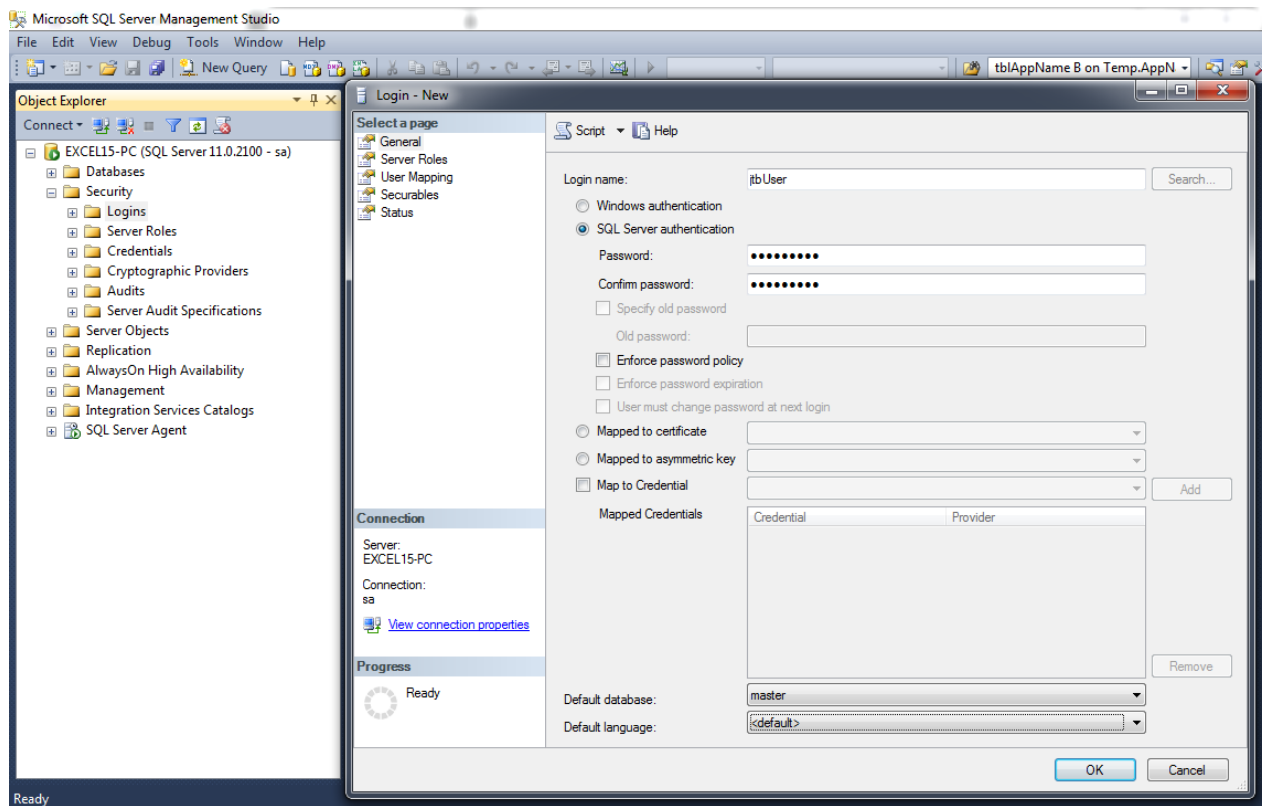 Microsoft SQL Server Management Studio
File Edit View Debug Tools Window Help
New Query
tblAppName B on Temp.AppN
Object Explorer
Connect
EXCEL15-PC (SQL Server 11.0.2100 - sa)
Databases
Security
Logins
Server Roles
Credentials
Cryptographic Providers
Audits
Server Audit Specifications
Server Objects
Replication
AlwaysOn High Availability
Management
Integration Services Catalogs
SQL Server Agent
Ready
Login - New
Select a page
General
Server Roles
User Mapping
Securables
Status
Connection
Server:
EXCEL15-PC
Connection:
sa
View connection properties
Progress
Ready
Script Help
Login name: jtbUser Search...
Windows authentication
SQL Server authentication
Password: •••••••••
Confirm password: •••••••••
Specify old password
Old password:
Enforce password policy
Enforce password expiration
User must change password at next login
Mapped to certificate
Mapped to asymmetric key
Map to Credential Add
Mapped Credentials Credential Provider
Remove
Default database: master
Default language: <default>
OK Cancel